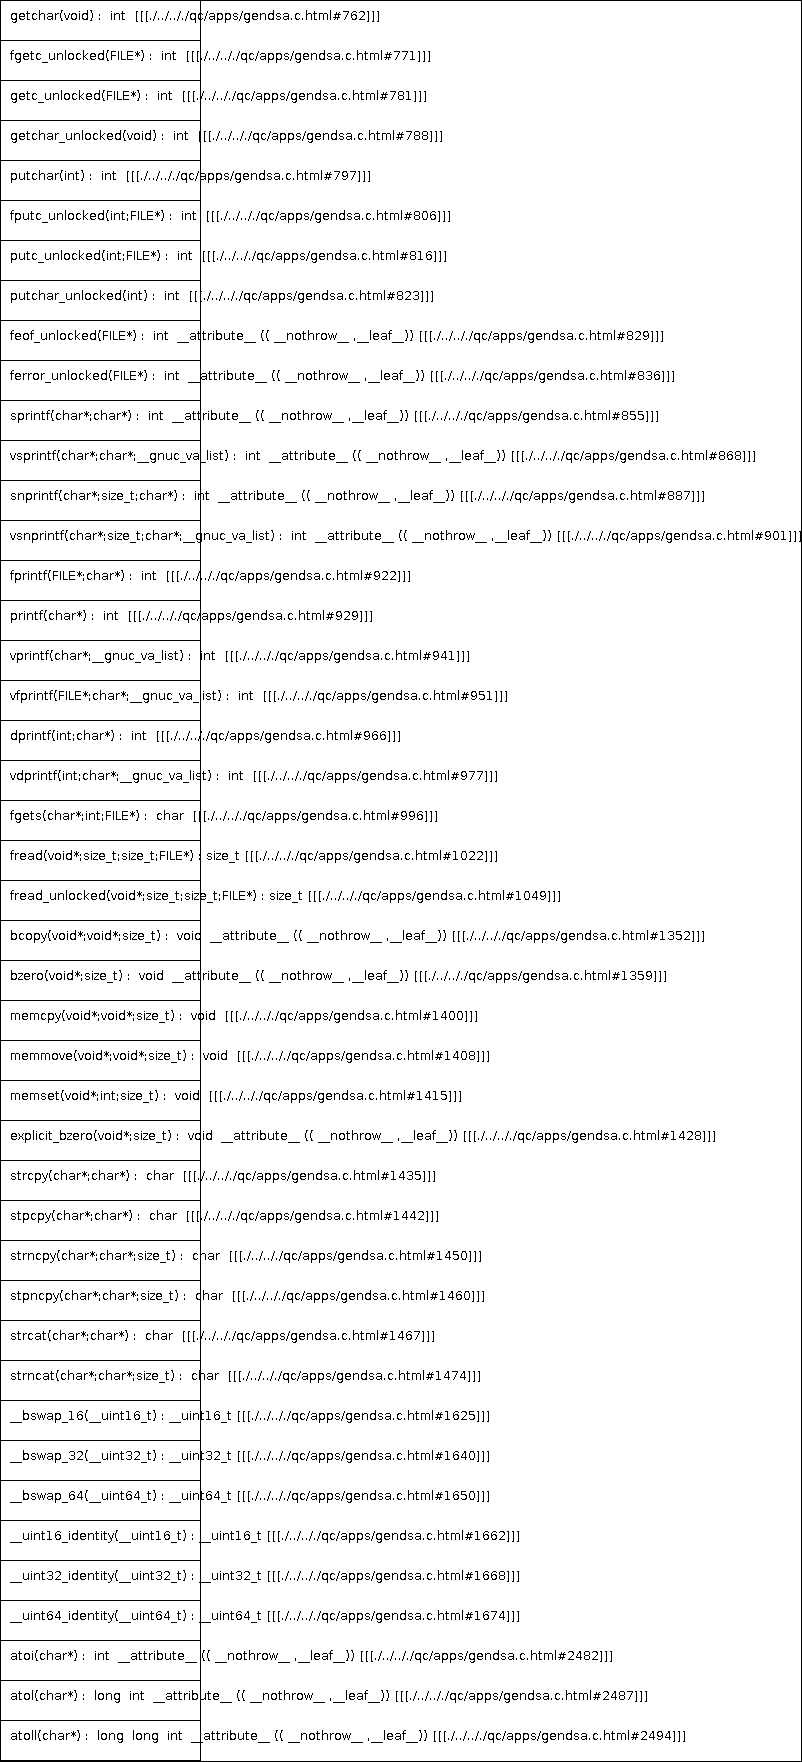 getchar(void) :  int  [[[./../.././qc/apps/gendsa.c.html#762]]]
fgetc_unlocked(FILE*) :  int  [[[./../.././qc/apps/gendsa.c.html#771]]]
getc_unlocked(FILE*) :  int  [[[./../.././qc/apps/gendsa.c.html#781]]]
getchar_unlocked(void) :  int  [[[./../.././qc/apps/gendsa.c.html#788]]]
putchar(int) :  int  [[[./../.././qc/apps/gendsa.c.html#797]]]
fputc_unlocked(int;FILE*) :  int  [[[./../.././qc/apps/gendsa.c.html#806]]]
putc_unlocked(int;FILE*) :  int  [[[./../.././qc/apps/gendsa.c.html#816]]]
putchar_unlocked(int) :  int  [[[./../.././qc/apps/gendsa.c.html#823]]]
feof_unlocked(FILE*) :  int  __attribute__ (( __nothrow__ ,__leaf__)) [[[./../.././qc/apps/gendsa.c.html#829]]]
ferror_unlocked(FILE*) :  int  __attribute__ (( __nothrow__ ,__leaf__)) [[[./../.././qc/apps/gendsa.c.html#836]]]
sprintf(char*;char*) :  int  __attribute__ (( __nothrow__ ,__leaf__)) [[[./../.././qc/apps/gendsa.c.html#855]]]
vsprintf(char*;char*;__gnuc_va_list) :  int  __attribute__ (( __nothrow__ ,__leaf__)) [[[./../.././qc/apps/gendsa.c.html#868]]]
snprintf(char*;size_t;char*) :  int  __attribute__ (( __nothrow__ ,__leaf__)) [[[./../.././qc/apps/gendsa.c.html#887]]]
vsnprintf(char*;size_t;char*;__gnuc_va_list) :  int  __attribute__ (( __nothrow__ ,__leaf__)) [[[./../.././qc/apps/gendsa.c.html#901]]]
fprintf(FILE*;char*) :  int  [[[./../.././qc/apps/gendsa.c.html#922]]]
printf(char*) :  int  [[[./../.././qc/apps/gendsa.c.html#929]]]
vprintf(char*;__gnuc_va_list) :  int  [[[./../.././qc/apps/gendsa.c.html#941]]]
vfprintf(FILE*;char*;__gnuc_va_list) :  int  [[[./../.././qc/apps/gendsa.c.html#951]]]
dprintf(int;char*) :  int  [[[./../.././qc/apps/gendsa.c.html#966]]]
vdprintf(int;char*;__gnuc_va_list) :  int  [[[./../.././qc/apps/gendsa.c.html#977]]]
fgets(char*;int;FILE*) :  char  [[[./../.././qc/apps/gendsa.c.html#996]]]
fread(void*;size_t;size_t;FILE*) : size_t [[[./../.././qc/apps/gendsa.c.html#1022]]]
fread_unlocked(void*;size_t;size_t;FILE*) : size_t [[[./../.././qc/apps/gendsa.c.html#1049]]]
bcopy(void*;void*;size_t) :  void  __attribute__ (( __nothrow__ ,__leaf__)) [[[./../.././qc/apps/gendsa.c.html#1352]]]
bzero(void*;size_t) :  void  __attribute__ (( __nothrow__ ,__leaf__)) [[[./../.././qc/apps/gendsa.c.html#1359]]]
memcpy(void*;void*;size_t) :  void  [[[./../.././qc/apps/gendsa.c.html#1400]]]
memmove(void*;void*;size_t) :  void  [[[./../.././qc/apps/gendsa.c.html#1408]]]
memset(void*;int;size_t) :  void  [[[./../.././qc/apps/gendsa.c.html#1415]]]
explicit_bzero(void*;size_t) :  void  __attribute__ (( __nothrow__ ,__leaf__)) [[[./../.././qc/apps/gendsa.c.html#1428]]]
strcpy(char*;char*) :  char  [[[./../.././qc/apps/gendsa.c.html#1435]]]
stpcpy(char*;char*) :  char  [[[./../.././qc/apps/gendsa.c.html#1442]]]
strncpy(char*;char*;size_t) :  char  [[[./../.././qc/apps/gendsa.c.html#1450]]]
stpncpy(char*;char*;size_t) :  char  [[[./../.././qc/apps/gendsa.c.html#1460]]]
strcat(char*;char*) :  char  [[[./../.././qc/apps/gendsa.c.html#1467]]]
strncat(char*;char*;size_t) :  char  [[[./../.././qc/apps/gendsa.c.html#1474]]]
__bswap_16(__uint16_t) : __uint16_t [[[./../.././qc/apps/gendsa.c.html#1625]]]
__bswap_32(__uint32_t) : __uint32_t [[[./../.././qc/apps/gendsa.c.html#1640]]]
__bswap_64(__uint64_t) : __uint64_t [[[./../.././qc/apps/gendsa.c.html#1650]]]
__uint16_identity(__uint16_t) : __uint16_t [[[./../.././qc/apps/gendsa.c.html#1662]]]
__uint32_identity(__uint32_t) : __uint32_t [[[./../.././qc/apps/gendsa.c.html#1668]]]
__uint64_identity(__uint64_t) : __uint64_t [[[./../.././qc/apps/gendsa.c.html#1674]]]
atoi(char*) :  int  __attribute__ (( __nothrow__ ,__leaf__)) [[[./../.././qc/apps/gendsa.c.html#2482]]]
atol(char*) :  long  int  __attribute__ (( __nothrow__ ,__leaf__)) [[[./../.././qc/apps/gendsa.c.html#2487]]]
atoll(char*) :  long  long  int  __attribute__ (( __nothrow__ ,__leaf__)) [[[./../.././qc/apps/gendsa.c.html#2494]]]